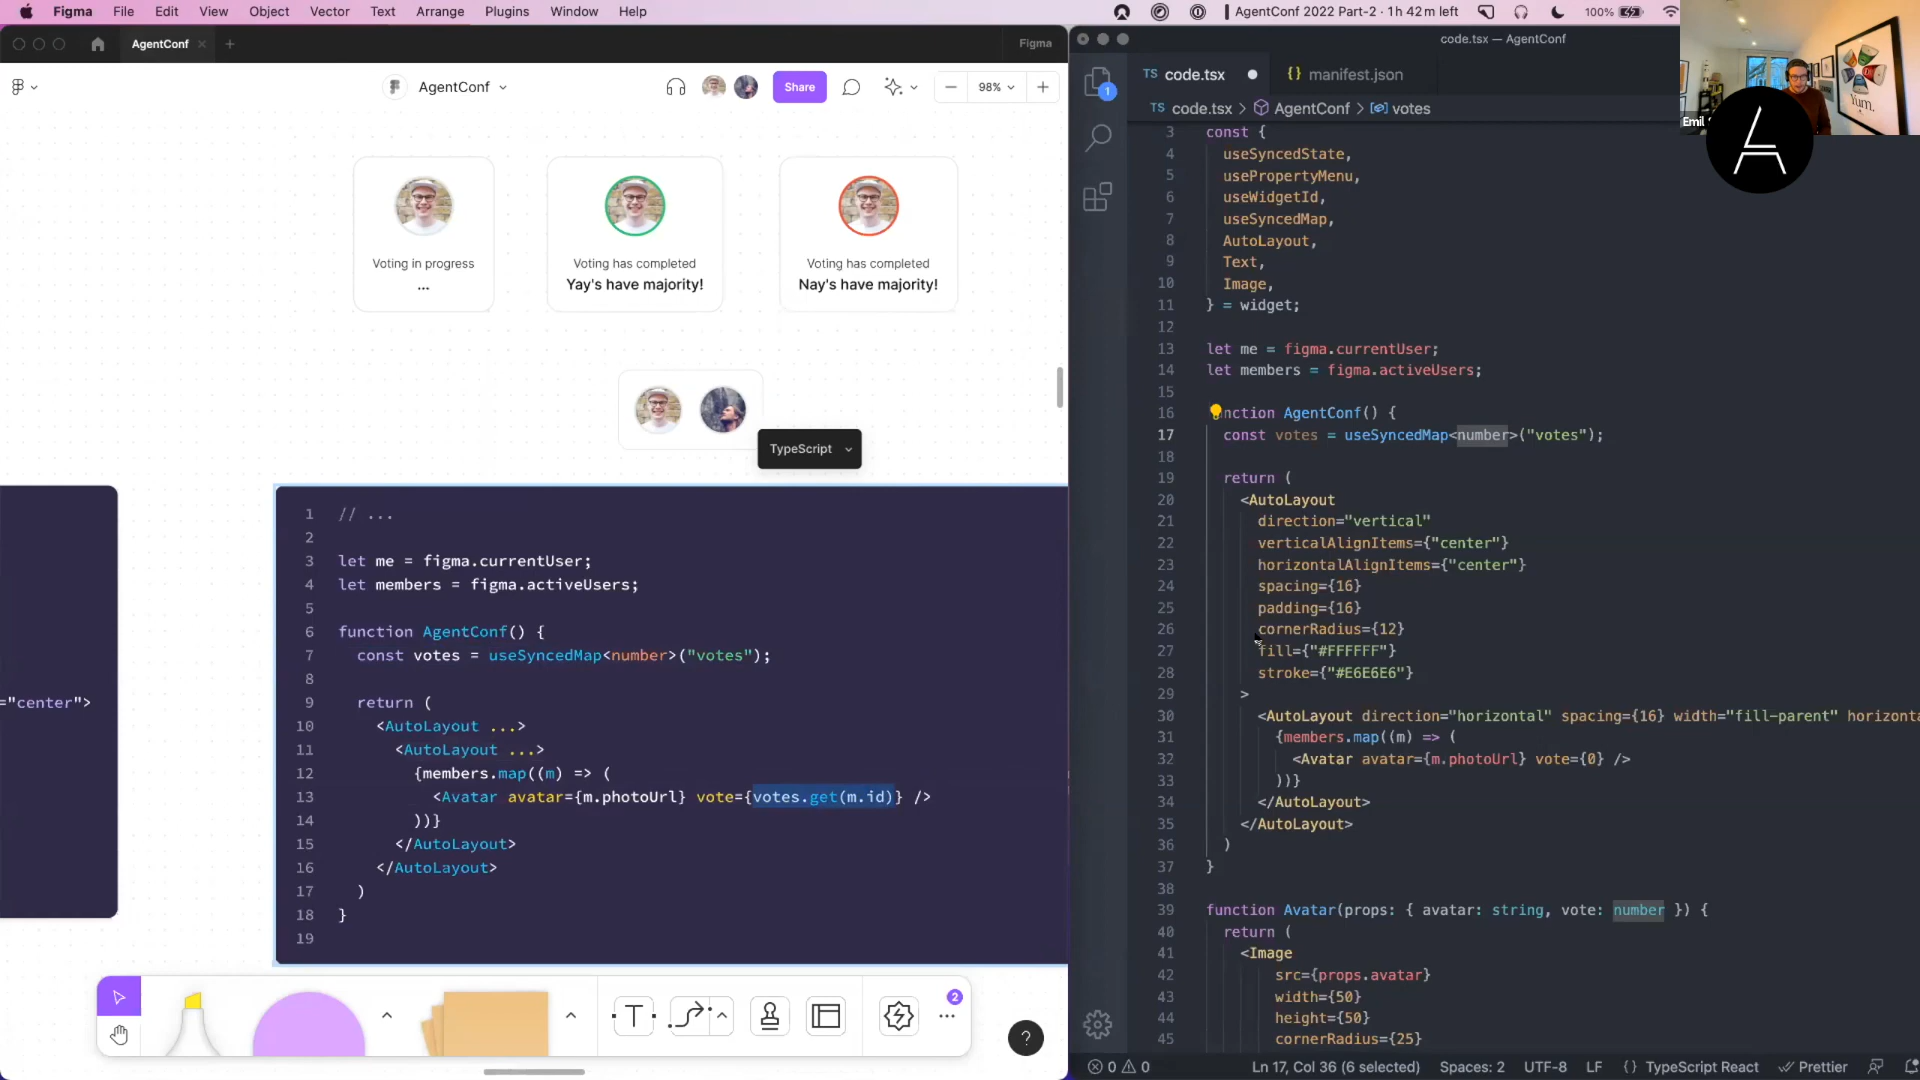 Figma File Edit View Object Vector Text Arrange Plugins Window Help
AgentConf 2022 Part-2 · 1 h 42 m left 100%
AgentConf
Figma
AgentConf
Share
98%
Voting in progress
...
Voting has completed
Yay's have majority!
Voting has completed
Nay's have majority!
TypeScript
="center">
1 // ...
2
3 let me = figma.currentUser;
4 let members = figma.activeUsers;
5
6 function AgentConf() {
7 const votes = useSyncedMap<number>("votes");
8
9 return (
10 <AutoLayout ...>
11 <AutoLayout ...>
12 {members.map((m) => (
13 <Avatar avatar={m.photoUrl} vote={votes.get(m.id)} />
14 ))}
15 </AutoLayout>
16 </AutoLayout>
17 )
18 }
19
T
2
?
code.tsx — AgentConf
1
TS code.tsx
{} manifest.json
TS code.tsx > AgentConf > votes
3 const {
4 useSyncedState,
5 usePropertyMenu,
6 useWidgetId,
7 useSyncedMap,
8 AutoLayout,
9 Text,
10 Image,
11 } = widget;
12
13 let me = figma.currentUser;
14 let members = figma.activeUsers;
15
16 nction AgentConf() {
17 const votes = useSyncedMap<number>("votes");
18
19 return (
20 <AutoLayout
21 direction="vertical"
22 verticalAlignItems={"center"}
23 horizontalAlignItems={"center"}
24 spacing={16}
25 padding={16}
26 cornerRadius={12}
27 fill={"#FFFFFF"}
28 stroke={"#E6E6E6"}
29 >
30 <AutoLayout direction="horizontal" spacing={16} width="fill-parent" horizonta
31 {members.map((m) => (
32 <Avatar avatar={m.photoUrl} vote={0} />
33 ))}
34 </AutoLayout>
35 </AutoLayout>
36 )
37 }
38
39 function Avatar(props: { avatar: string, vote: number }) {
40 return (
41 <Image
42 src={props.avatar}
43 width={50}
44 height={50}
45 cornerRadius={25}
0 0
Ln 17, Col 36 (6 selected) Spaces: 2 UTF-8 LF {} TypeScript React Prettier
Emil
Yum.